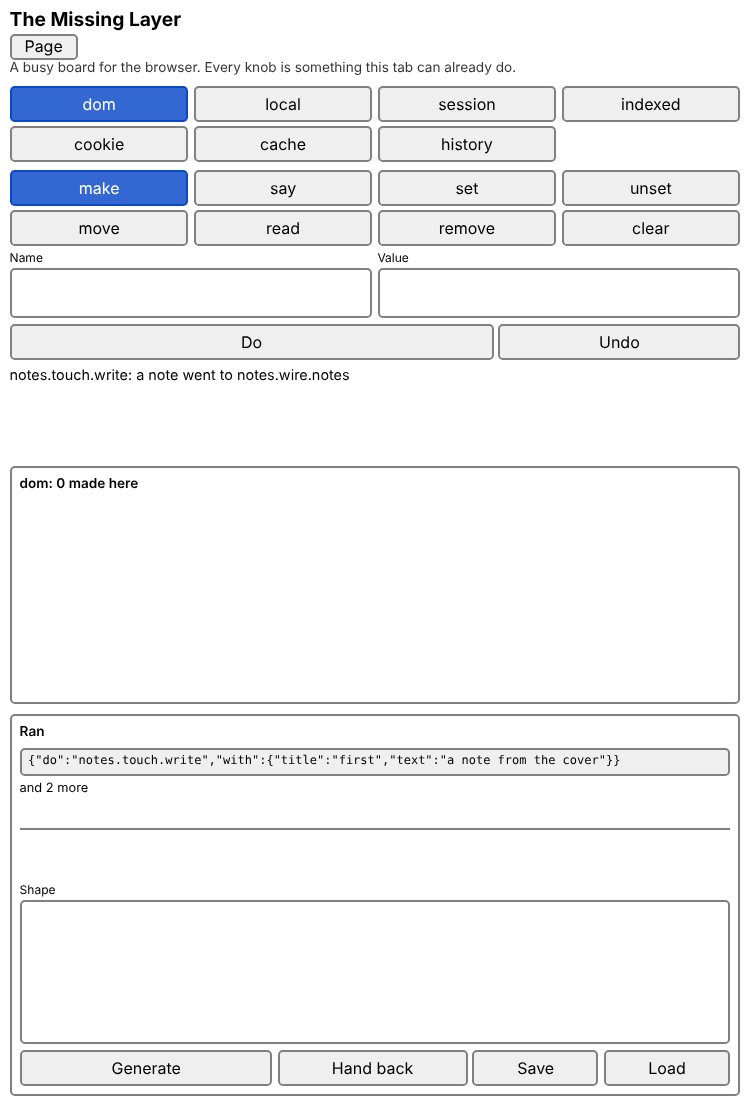 The Missing Layer
Page
A busy board for the browser. Every knob is something this tab can already do.
dom local session indexed
cookie cache history
make say set unset
move read remove clear
Name Value
Do Undo
notes.touch.write: a note went to notes.wire.notes
dom: 0 made here
Ran
{"do":"notes.touch.write","with":{"title":"first","text":"a note from the cover"}}
and 2 more
Shape
Generate Hand back Save Load